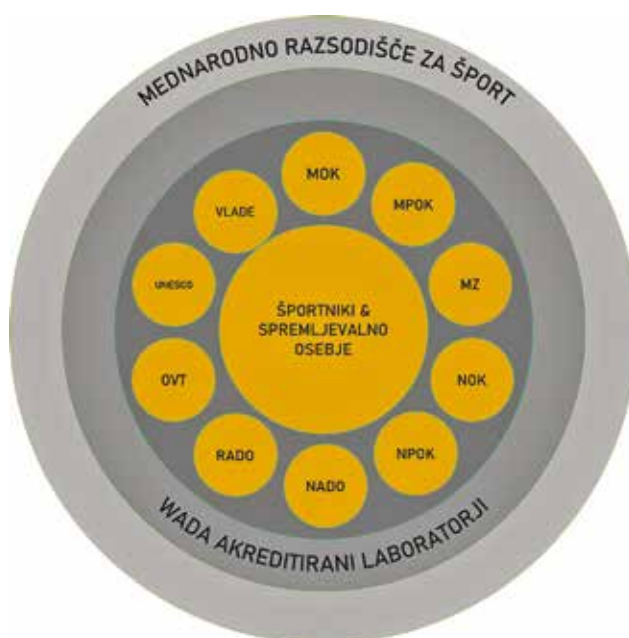 MEDNARODNO RAZSODIŠČE ZA ŠPORT
MOK
MPOK
MZ
NOK
NPOK
NADO
RADO
OVT
UNESCO
VLADE
ŠPORTNIKI &
SPREMLJEVALNO
OSEBJE
WADA AKREDITIRANI LABORATORJI